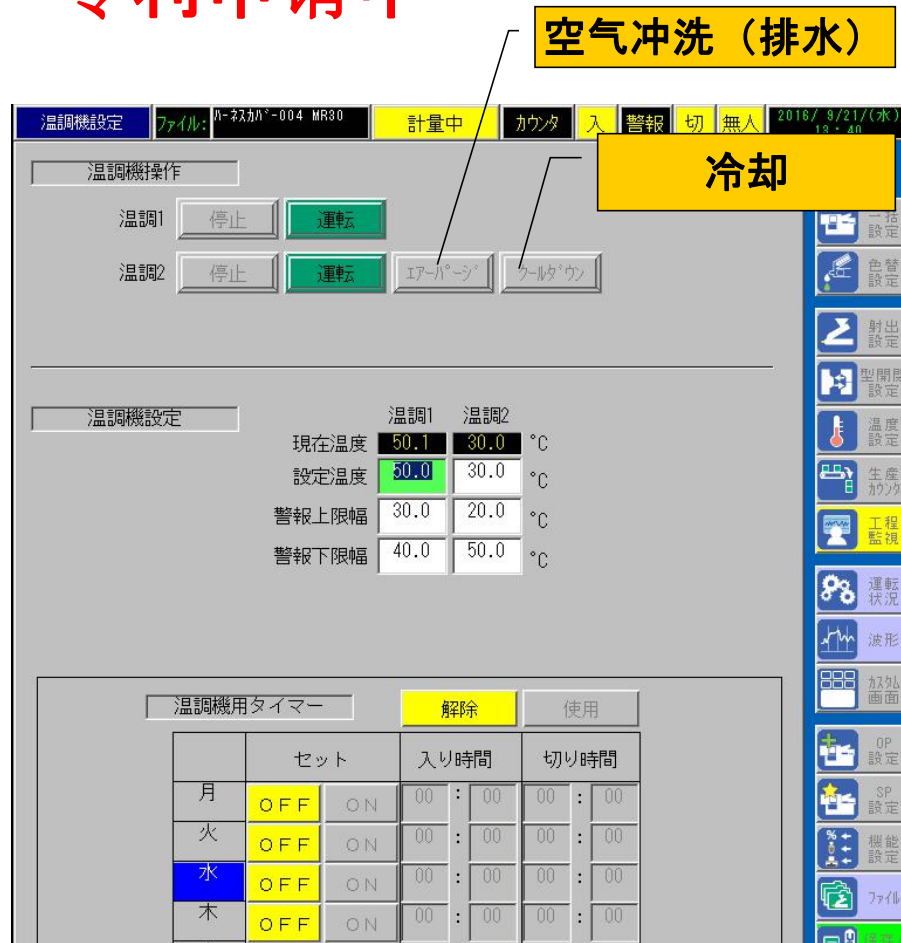 专利申请中
空气冲洗（排水）
温調機設定 ファイル: ﾊｰﾈｽｶﾊﾞｰ-004 MR30 計量中 カウンタ 入 警報 切 無人 2016/ 9/21/(水)
13：40
冷却
温調機操作
温調1 停止 運転
温調2 停止 運転 ｴｱｰﾊﾟｰｼﾞ ｸｰﾙﾀﾞｳﾝ
温調機設定 温調1 温調2
現在温度 50.1 30.0 °C
設定温度 50.0 30.0 °C
警報上限幅 30.0 20.0 °C
警報下限幅 40.0 50.0 °C
温調機用タイマー 解除 使用
セット 入り時間 切り時間
月 OFF ON 00 : 00 00 : 00
火 OFF ON 00 : 00 00 : 00
水 OFF ON 00 : 00 00 : 00
木 OFF ON 00 : 00 00 : 00
一括
設定
色替
設定
射出
設定
型開閉
設定
温度
設定
生産
ｶｳﾝﾀ
工程
監視
運転
状況
波形
ｶｽﾀﾑ
画面
OP
設定
SP
設定
機能
設定
ﾌｧｲﾙ